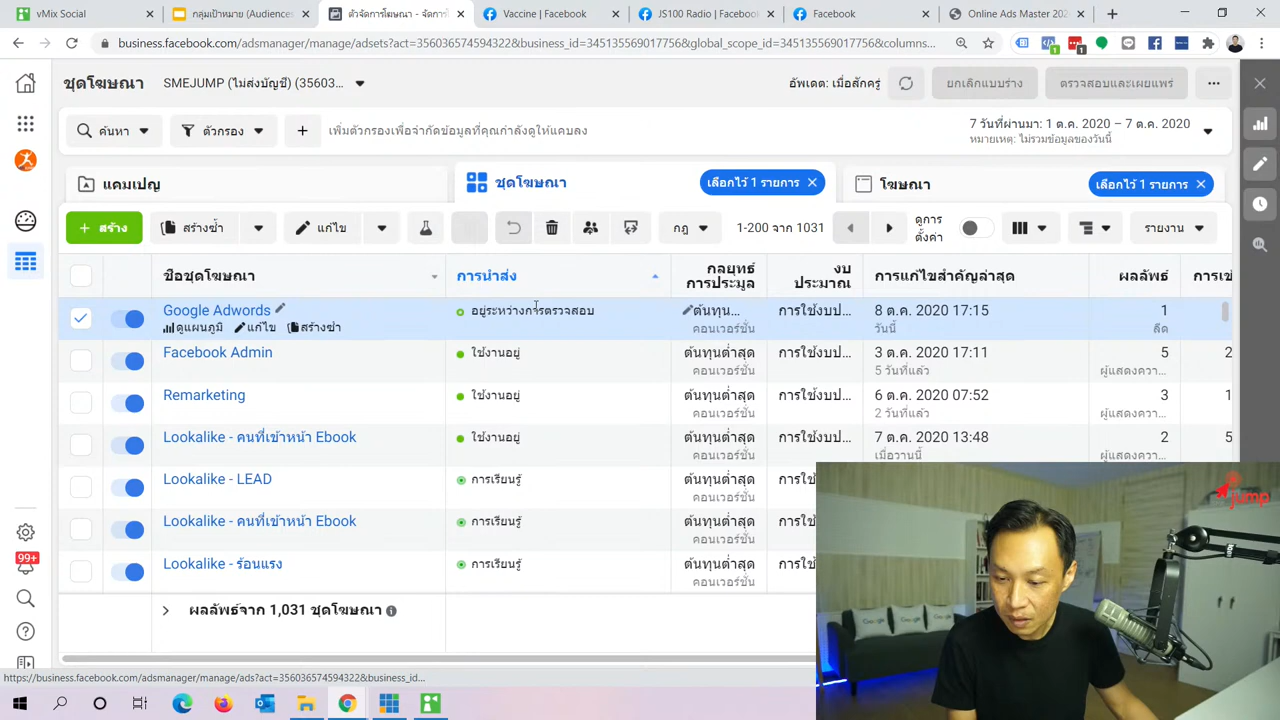 vMix Social
กลุ่มเป้าหมาย (Audiences
ตัวจัดการโฆษณา - จัดการโ
Vaccine | Facebook
JS100 Radio | Facebook
Facebook
Online Ads Master 202
business.facebook.com/adsmanager/manage/adsets?act=356036574594322&business_id=345135569017756&global_scope_id=345135569017756&columns...
ชุดโฆษณา
SMEJUMP (ไม่ส่งบัญชี) (35603...
อัพเดต: เมื่อสักครู่
ยกเลิกแบบร่าง
ตรวจสอบและเผยแพร่
ค้นหา
ตัวกรอง
เพิ่มตัวกรองเพื่อจำกัดข้อมูลที่คุณกำลังดูให้แคบลง
7 วันที่ผ่านมา: 1 ต.ค. 2020 – 7 ต.ค. 2020
หมายเหตุ: ไม่รวมข้อมูลของวันนี้
แคมเปญ
ชุดโฆษณา
เลือกไว้ 1 รายการ
โฆษณา
เลือกไว้ 1 รายการ
+ สร้าง
สร้างซ้ำ
แก้ไข
กฎ
1-200 จาก 1031
ดูการตั้งค่า
รายงาน
ชื่อชุดโฆษณา
การนำส่ง
กลยุทธ์การประมูล
งบประมาณ
การแก้ไขสำคัญล่าสุด
ผลลัพธ์
การเข
Google Adwords
ดูแผนภูมิ แก้ไข สร้างซ้ำ
อยู่ระหว่างการตรวจสอบ
ต้นทุน...
คอนเวอร์ชั่น
การใช้งบป...
8 ต.ค. 2020 17:15
วันนี้
1
ลีด
Facebook Admin
ใช้งานอยู่
ต้นทุนต่ำสุด
คอนเวอร์ชั่น
การใช้งบป...
3 ต.ค. 2020 17:11
5 วันที่แล้ว
5
ผู้แสดงควา...
2
Remarketing
ใช้งานอยู่
ต้นทุนต่ำสุด
คอนเวอร์ชั่น
การใช้งบป...
6 ต.ค. 2020 07:52
2 วันที่แล้ว
3
ผู้แสดงควา...
1
Lookalike - คนที่เข้าหน้า Ebook
ใช้งานอยู่
ต้นทุนต่ำสุด
คอนเวอร์ชั่น
การใช้งบป...
7 ต.ค. 2020 13:48
เมื่อวานนี้
2
ผู้แสดงควา...
5
Lookalike - LEAD
การเรียนรู้
ต้นทุนต่ำสุด
คอนเวอร์ชั่น
การใช้
Lookalike - คนที่เข้าหน้า Ebook
การเรียนรู้
ต้นทุนต่ำสุด
คอนเวอร์ชั่น
การใช้
Lookalike - ร้อนแรง
การเรียนรู้
ต้นทุนต่ำสุด
คอนเวอร์ชั่น
การใช้
ผลลัพธ์จาก 1,031 ชุดโฆษณา
99+
https://business.facebook.com/adsmanager/manage/ads?act=356036574594322&business_id...
jump
Google
Google
Google